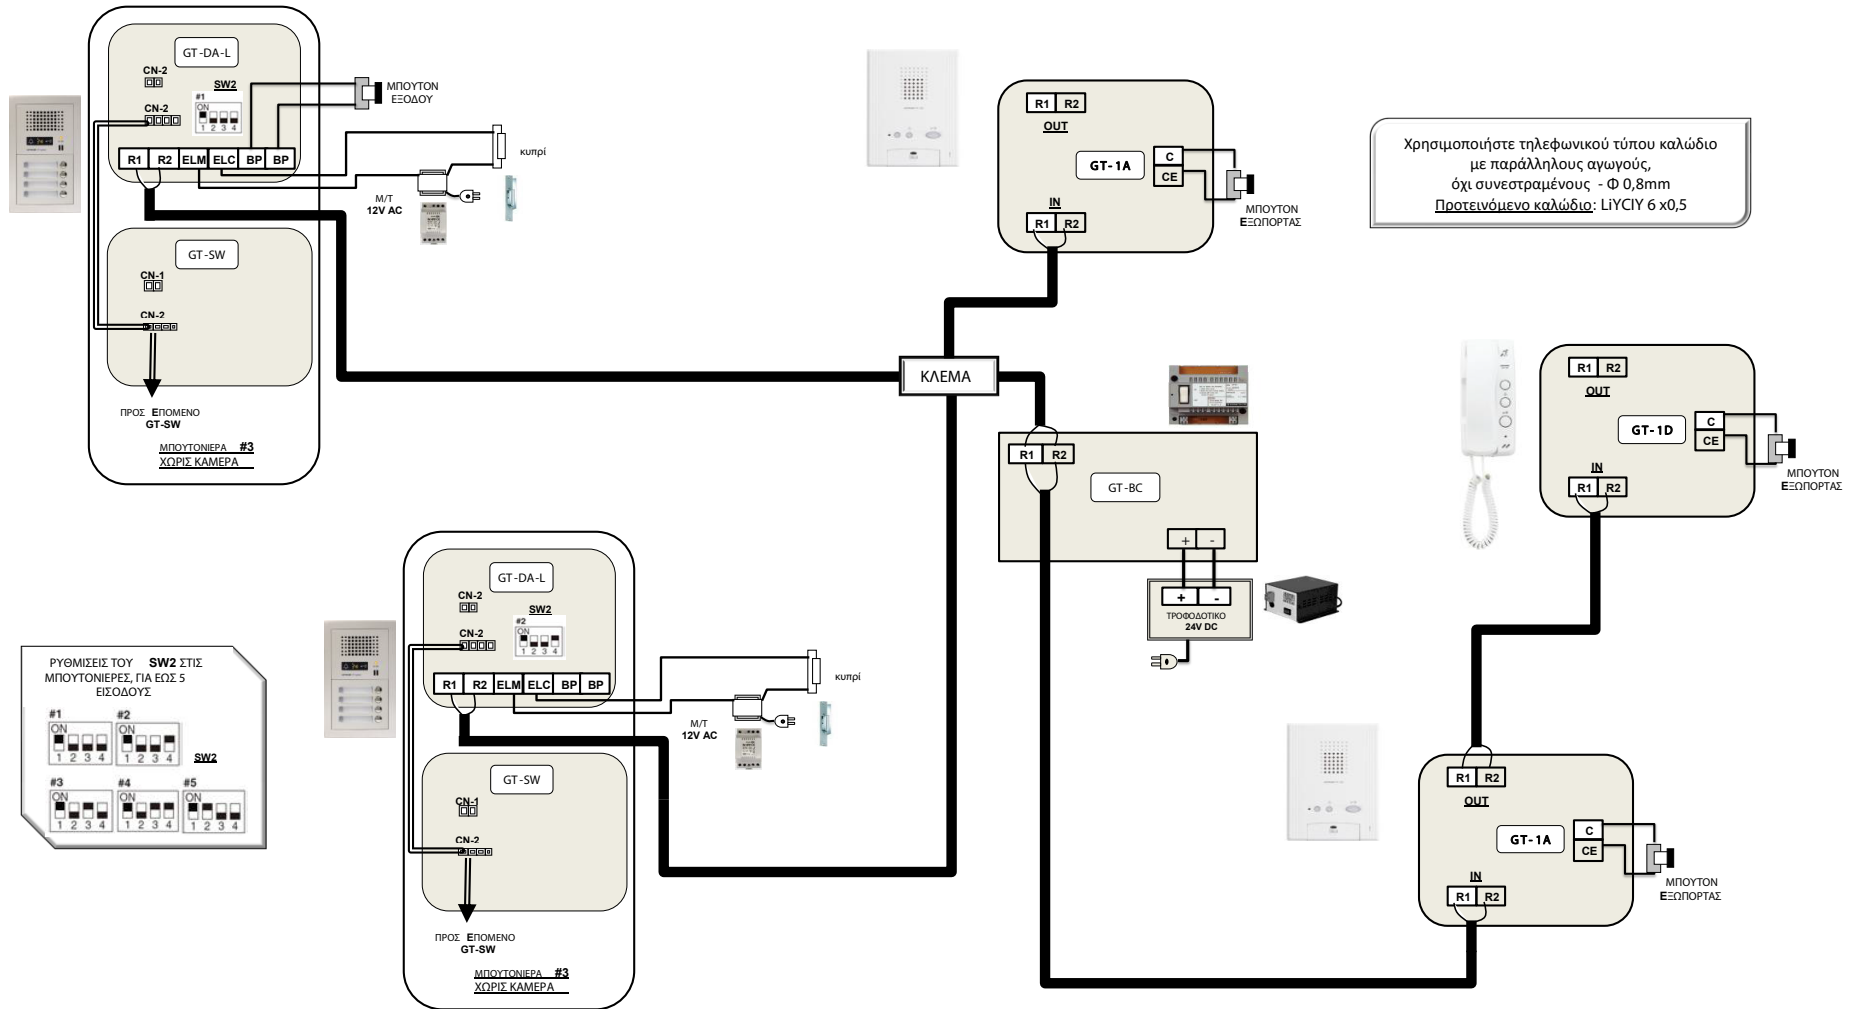 GT-DA-L
CN-2
SW2
#1
ON
1 2 3 4
CN-2
R1 R2 ELM ELC BP BP
ΜΠΟΥΤΟΝ
ΕΞΟΔΟΥ
κυπρί
Μ/Τ
12V AC
GT-SW
CN-1
CN-2
ΠΡΟΣ ΕΠΟΜΕΝΟ
GT-SW
ΜΠΟΥΤΟΝΙΕΡΑ #3
ΧΩΡΙΣ ΚΑΜΕΡΑ
R1 R2
OUT
GT-1A
C
CE
IN
R1 R2
ΜΠΟΥΤΟΝ
ΕΞΩΠΟΡΤΑΣ
Χρησιμοποιήστε τηλεφωνικού τύπου καλώδιο
με παράλληλους αγωγούς,
όχι συνεστραμένους - Φ 0,8mm
Προτεινόμενο καλώδιο: LiYCIY 6 x0,5
ΚΛΕΜΑ
R1 R2
GT-BC
+ -
+ -
ΤΡΟΦΟΔΟΤΙΚΟ
24V DC
R1 R2
OUT
GT-1D
C
CE
IN
R1 R2
ΜΠΟΥΤΟΝ
ΕΞΩΠΟΡΤΑΣ
GT-DA-L
CN-2
SW2
#2
ON
1 2 3 4
CN-2
R1 R2 ELM ELC BP BP
κυπρί
Μ/Τ
12V AC
GT-SW
CN-1
CN-2
ΠΡΟΣ ΕΠΟΜΕΝΟ
GT-SW
ΜΠΟΥΤΟΝΙΕΡΑ #3
ΧΩΡΙΣ ΚΑΜΕΡΑ
ΡΥΘΜΙΣΕΙΣ ΤΟΥ SW2 ΣΤΙΣ
ΜΠΟΥΤΟΝΙΕΡΕΣ, ΓΙΑ ΕΩΣ 5
ΕΙΣΟΔΟΥΣ
#1 #2
ON ON
1 2 3 4 1 2 3 4
SW2
#3 #4 #5
ON ON ON
1 2 3 4 1 2 3 4 1 2 3 4
R1 R2
OUT
GT-1A
C
CE
IN
R1 R2
ΜΠΟΥΤΟΝ
ΕΞΩΠΟΡΤΑΣ